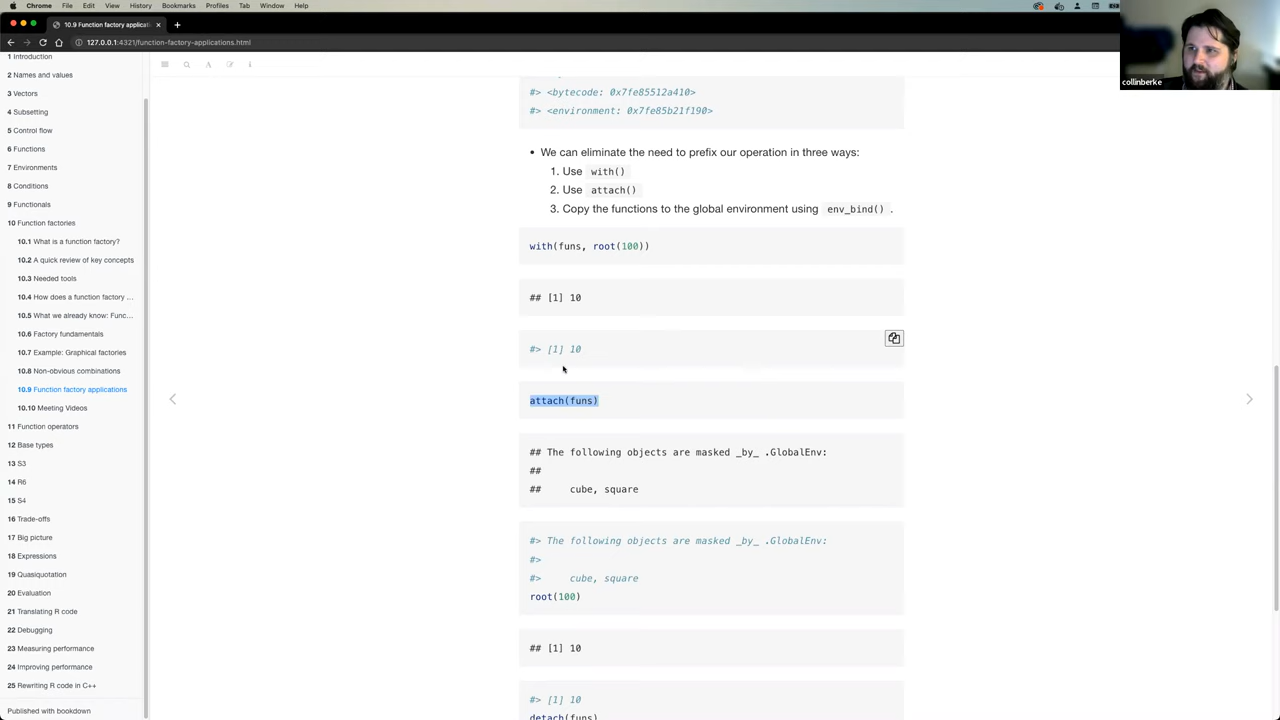 Chrome File Edit View History Bookmarks Profiles Tab Window Help
10.9 Function factory applicati
127.0.0.1:4321/function-factory-applications.html
collinberke
1 Introduction
2 Names and values
3 Vectors
4 Subsetting
5 Control flow
6 Functions
7 Environments
8 Conditions
9 Functionals
10 Function factories
10.1 What is a function factory?
10.2 A quick review of key concepts
10.3 Needed tools
10.4 How does a function factory …
10.5 What we already know: Func…
10.6 Factory fundamentals
10.7 Example: Graphical factories
10.8 Non-obvious combinations
10.9 Function factory applications
10.10 Meeting Videos
11 Function operators
12 Base types
13 S3
14 R6
15 S4
16 Trade-offs
17 Big picture
18 Expressions
19 Quasiquotation
20 Evaluation
21 Translating R code
22 Debugging
23 Measuring performance
24 Improving performance
25 Rewriting R code in C++
Published with bookdown
#> <bytecode: 0x7fe85512a410>
#> <environment: 0x7fe85b21f190>
• We can eliminate the need to prefix our operation in three ways:
1. Use with()
2. Use attach()
3. Copy the functions to the global environment using env_bind() .
with(funs, root(100))
## [1] 10
#> [1] 10
attach(funs)
## The following objects are masked _by_ .GlobalEnv:
##
## cube, square
#> The following objects are masked _by_ .GlobalEnv:
#>
#> cube, square
root(100)
## [1] 10
#> [1] 10
detach(funs)